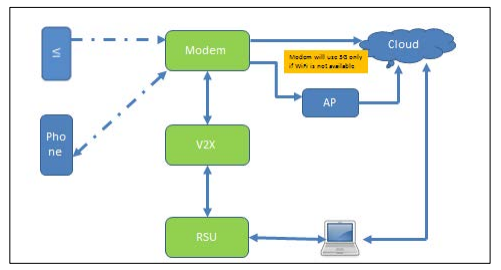 ≤
Modem
Cloud
Modem will use 5G only
if WiFi is not available
AP
Pho
ne
V2X
RSU